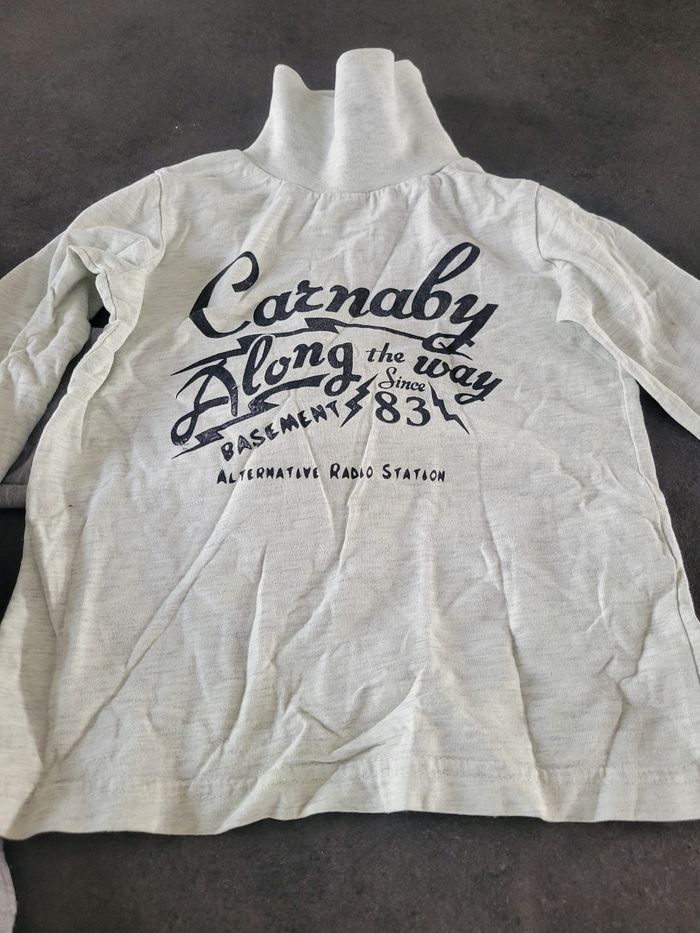 Carnaby
Along the way
Since
BASEMENT 83
ALTERNATIVE RADIO STATION